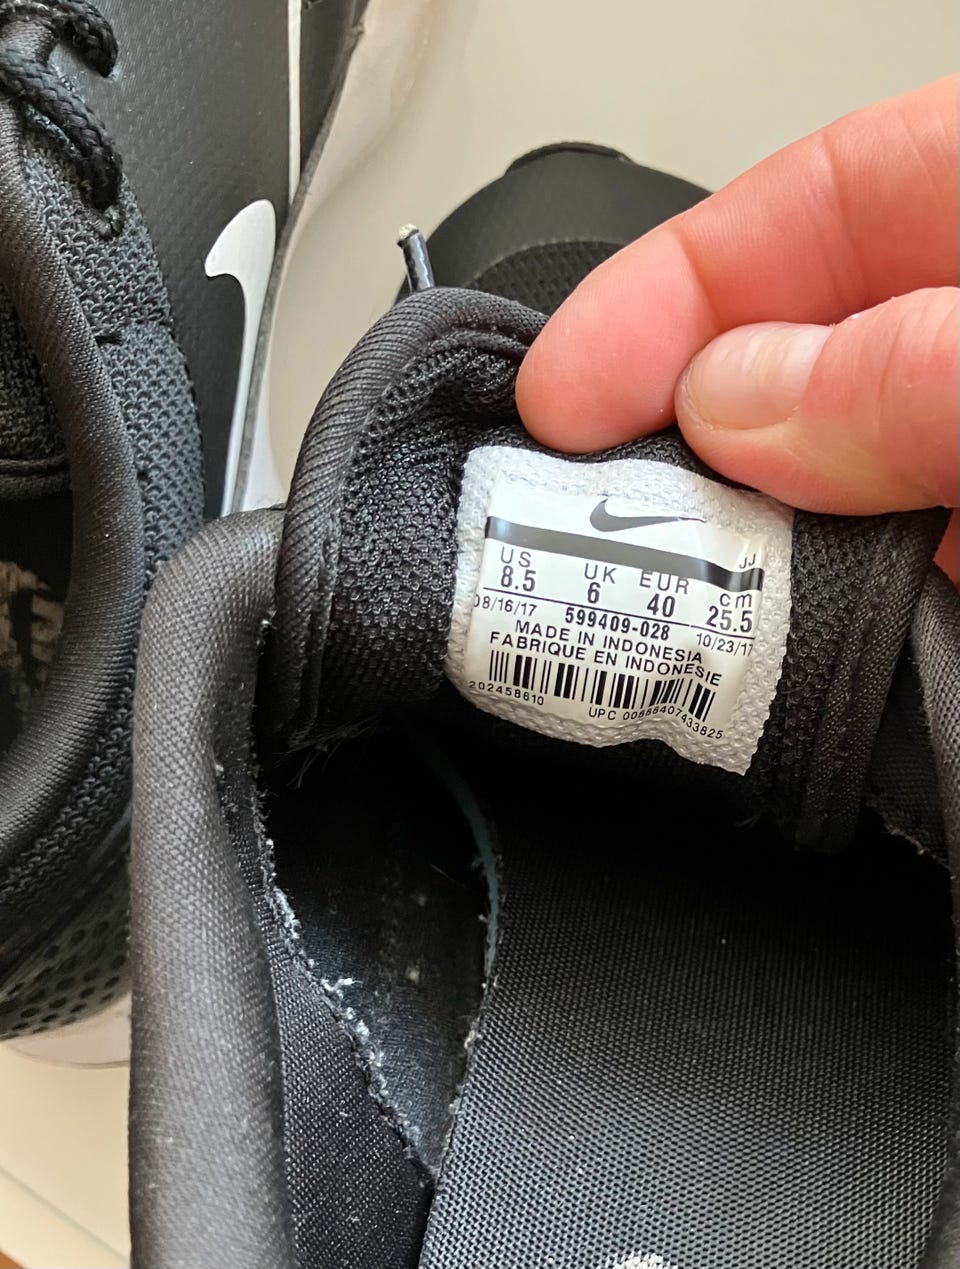 JJ
US UK EUR cm
8.5 6 40 25.5
08/16/17 599409-028 10/23/17
MADE IN INDONESIA
FABRIQUE EN INDONESIE
202458610 UPC 00888407433825